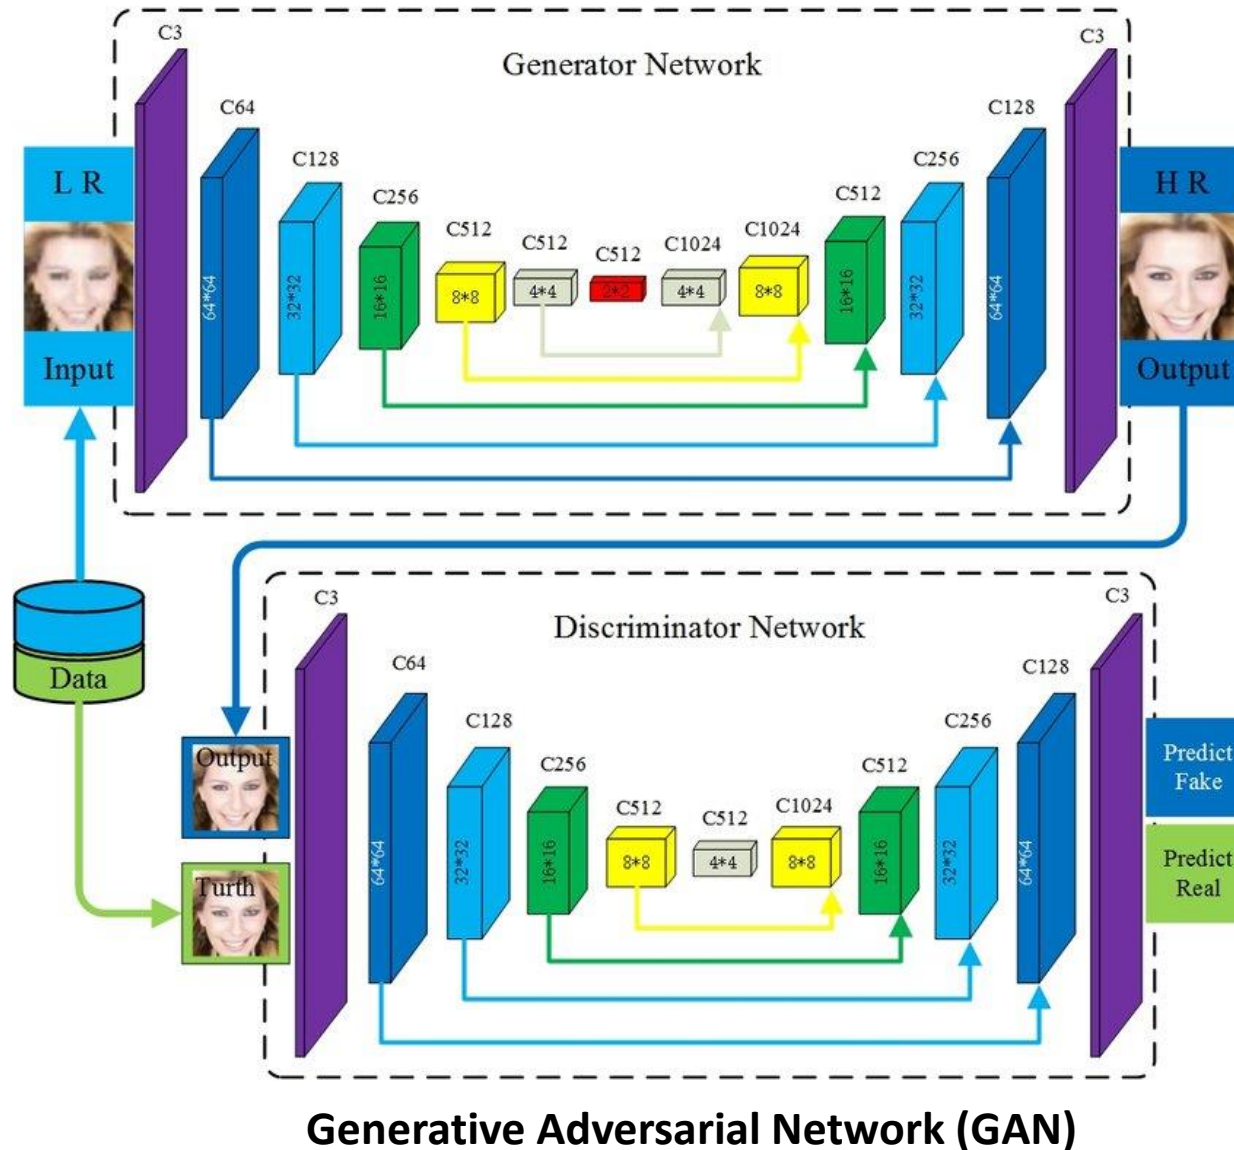 C3
Generator Network
C3
C64
C128
C128
C256
C256
C512
C512
C512
C512
C1024
C1024
L R
H R
64*64
32*32
16*16
8*8
4*4
2*2
4*4
8*8
16*16
32*32
64*64
Input
Output
Data
C3
Discriminator Network
C3
C64
C128
C128
C256
C256
C512
C512
C512
C1024
Output
64*64
32*32
16*16
8*8
4*4
8*8
16*16
32*32
64*64
Predict
Fake
Turth
Predict
Real
Generative Adversarial Network (GAN)